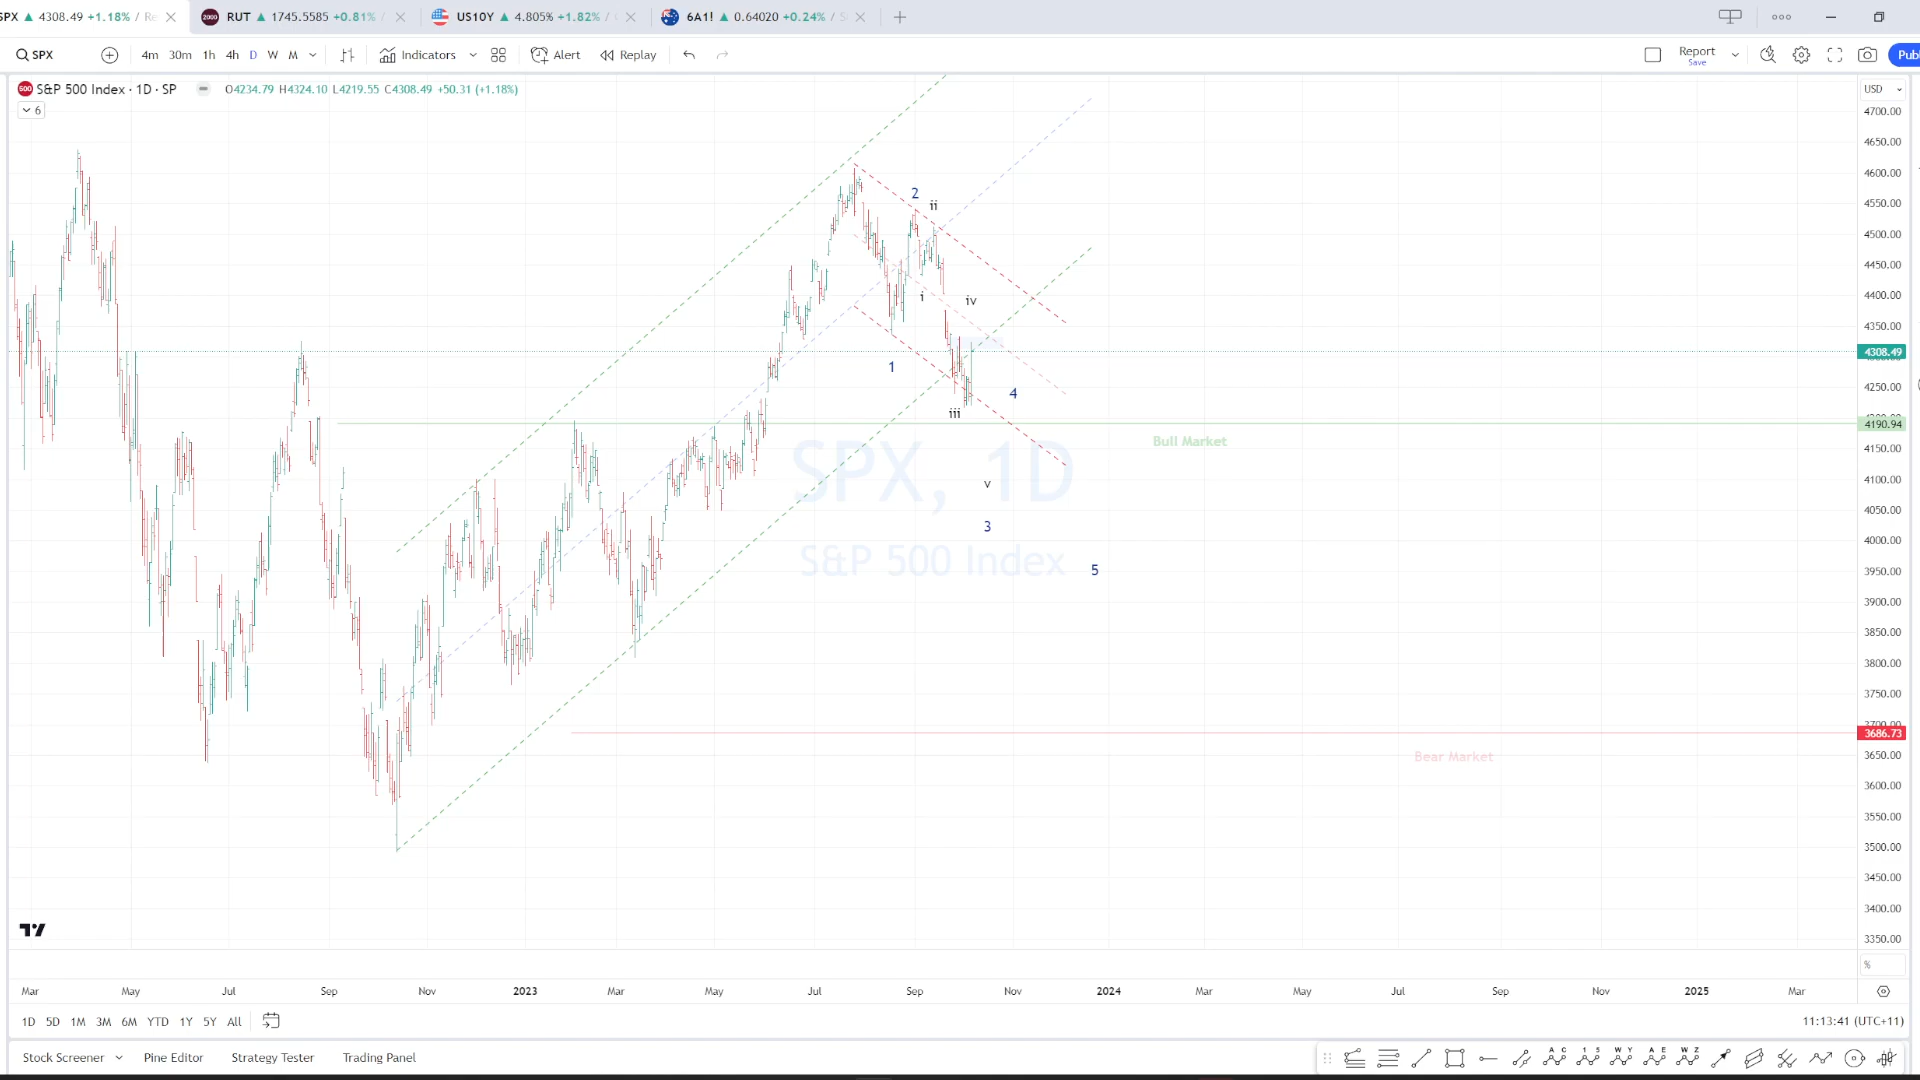 SPX 4308.49 +1.18% /
RUT 1745.5585 +0.81% /
US10Y 4.805% +1.82% /
6A1! 0.64020 +0.24% /
SPX 4m 30m 1h 4h D W M Indicators Alert Replay Report
Save
Publ
500 S&P 500 Index · 1D · SP O4234.79 H4324.10 L4219.55 C4308.49 +50.31 (+1.18%)
6
USD
4700.00
4650.00
4600.00
4550.00
4500.00
4450.00
4400.00
4350.00
4308.49
4250.00
4190.94
4150.00
4100.00
4050.00
4000.00
3950.00
3900.00
3850.00
3800.00
3750.00
3700.00
3686.73
3650.00
3600.00
3550.00
3500.00
3450.00
3400.00
3350.00
2
ii
i
iv
1
4
iii
Bull Market
SPX, 1D
v
3
S&P 500 Index
5
Bear Market
%
Mar May Jul Sep Nov 2023 Mar May Jul Sep Nov 2024 Mar May Jul Sep Nov 2025 Mar
1D 5D 1M 3M 6M YTD 1Y 5Y All
11:13:41 (UTC+11)
Stock Screener Pine Editor Strategy Tester Trading Panel